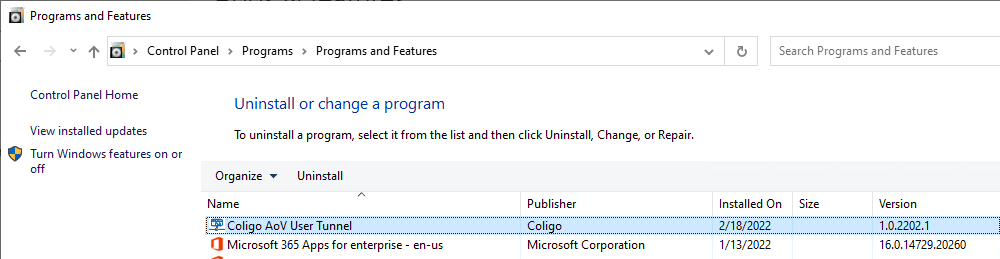 Programs and Features
Control Panel
Programs
Programs and Features
Search Programs and Features
Control Panel Home
View installed updates
Turn Windows features on or
off
Uninstall or change a program
To uninstall a program, select it from the list and then click Uninstall, Change, or Repair.
Organize
Uninstall
Name Publisher Installed On Size Version
Coligo AoV User Tunnel Coligo 2/18/2022 1.0.2202.1
Microsoft 365 Apps for enterprise - en-us Microsoft Corporation 1/13/2022 16.0.14729.20260